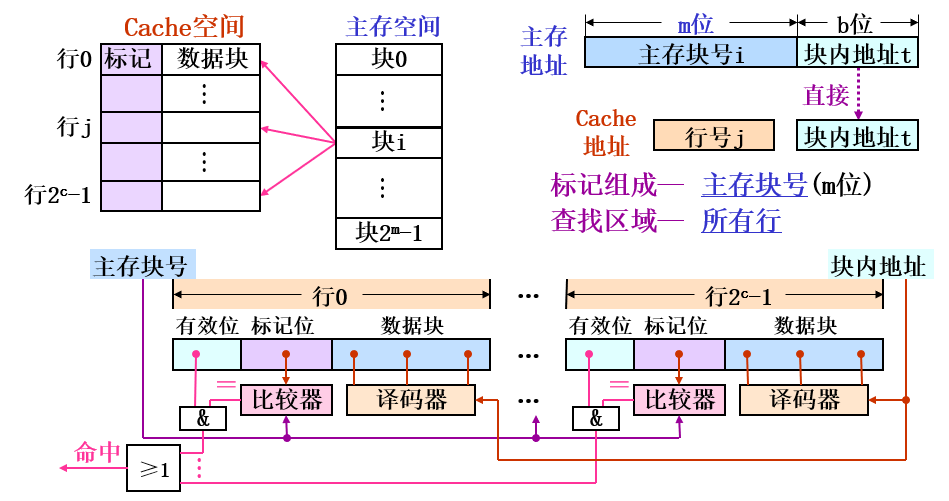 Cache空间
主存空间
行0
标记
数据块
⋮
行j
⋮
行2ᶜ-1
块0
⋮
块i
⋮
块2ᵐ-1
m位
b位
主存
地址
主存块号i
块内地址t
直接
Cache
地址
行号j
块内地址t
标记组成— 主存块号(m位)
查找区域— 所有行
主存块号
块内地址
行0
…
行2ᶜ-1
有效位
标记位
数据块
有效位
标记位
数据块
…
=
比较器
译码器
…
=
比较器
译码器
&
&
命中
≥1
⋮